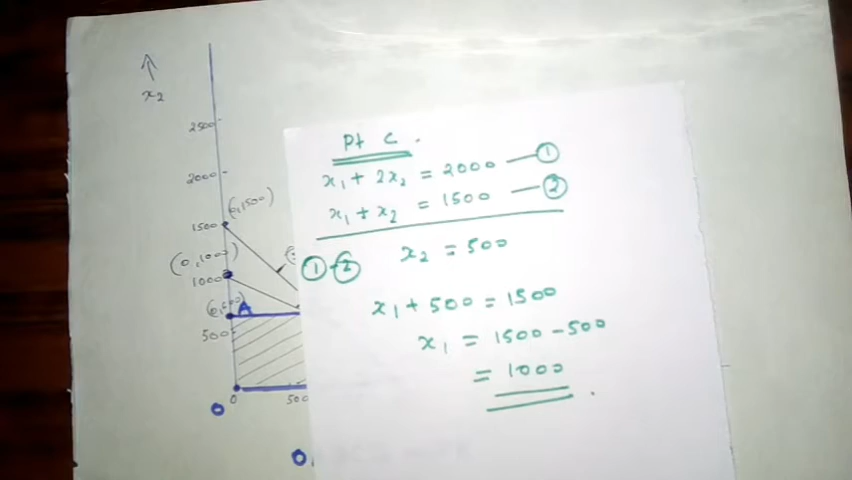 x₂
2500
2000
1500
(0,1500)
(0,1000)
1000
A
500
0
500
O
Pt C.
x₁ + 2x₂ = 2000 — ①
x₁ + x₂ = 1500 — ②
① - ② x₂ = 500
x₁ + 500 = 1500
x₁ = 1500 - 500
= 1000